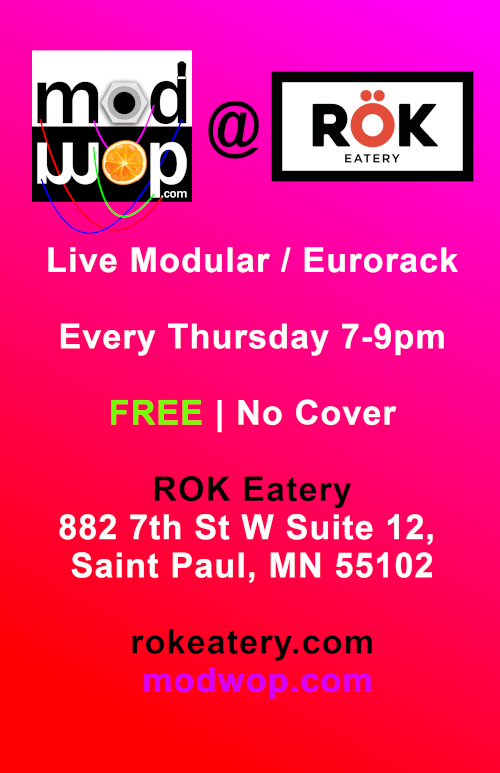 mod
wop
.com
@
RÖK
EATERY
Live Modular / Eurorack
Every Thursday 7-9pm
FREE | No Cover
ROK Eatery
882 7th St W Suite 12,
Saint Paul, MN 55102
rokeatery.com
modwop.com